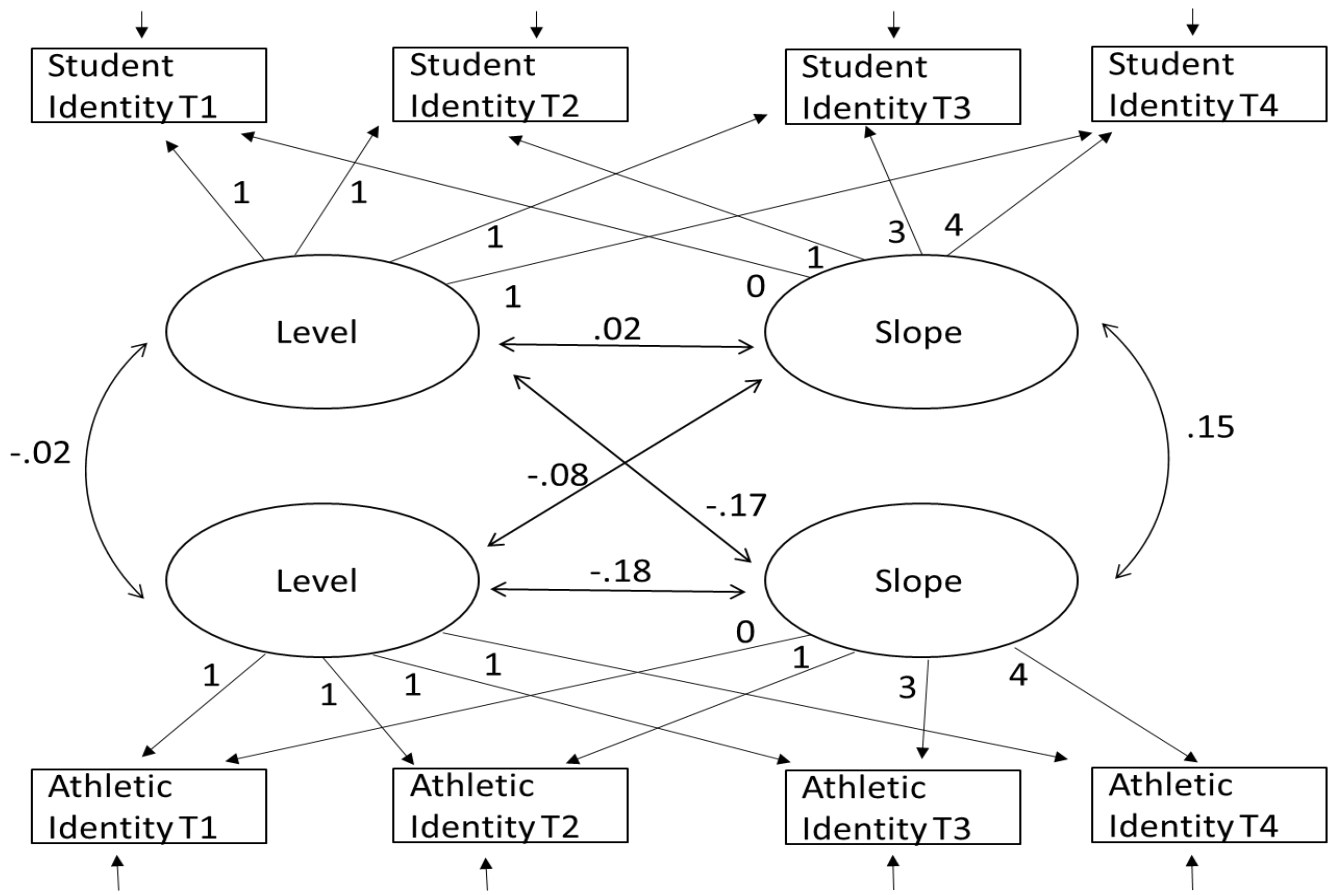 Student
Identity T1
Student
Identity T2
Student
Identity T3
Student
Identity T4
1
1
1
1
0
1
3
4
Level
.02
Slope
-.02
-.08
-.17
.15
Level
-.18
Slope
1
1
1
1
0
1
3
4
Athletic
Identity T1
Athletic
Identity T2
Athletic
Identity T3
Athletic
Identity T4